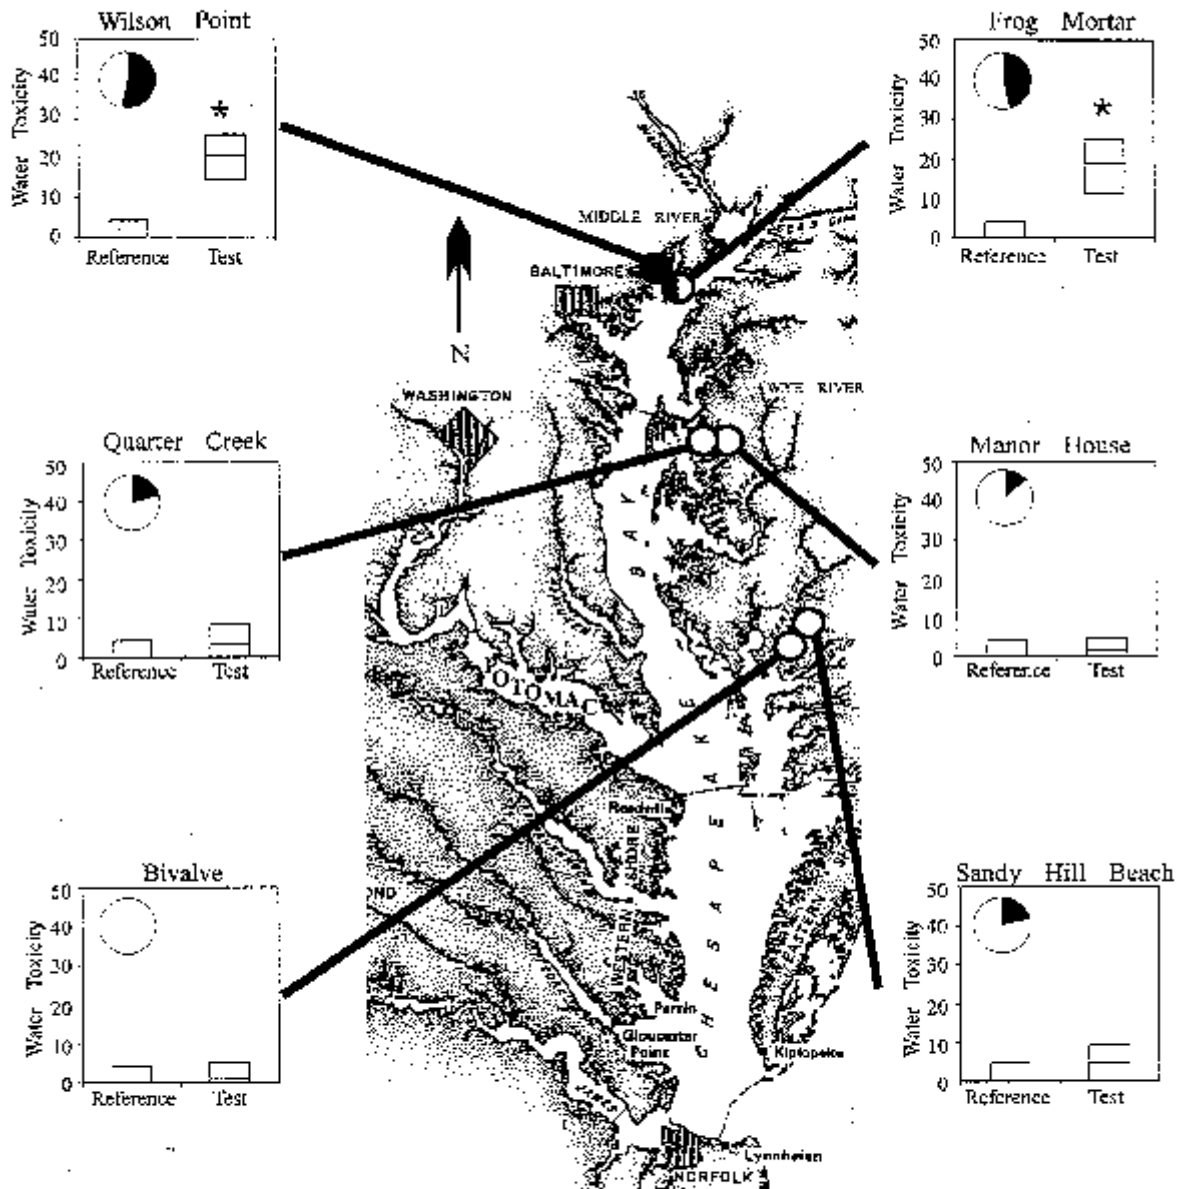 Wilson Point
50
40
30
20
10
0
Water Toxicity
*
Reference Test
Frog Mortar
50
40
30
20
10
0
Water Toxicity
*
Reference Test
MIDDLE RIVER
BALTIMORE
N
WASHINGTON
WYE RIVER
Quarter Creek
50
40
30
20
10
0
Water Toxicity
Reference Test
Manor House
50
40
30
20
10
0
Water Toxicity
Reference Test
POTOMAC
CHESAPEAKE BAY
WESTERN SHORE
EASTERN
Bivalve
50
40
30
20
10
0
Water Toxicity
Reference Test
Sandy Hill Beach
50
40
30
20
10
0
Water Toxicity
Reference Test
Perrin
Gloucester
Point
Kiptopeke
JAMES
Lynnhaven
NORFOLK